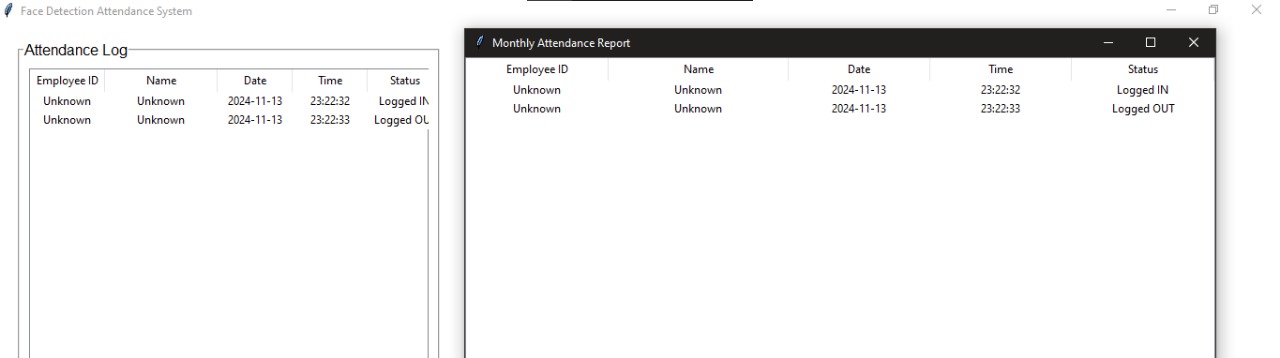 Face Detection Attendance System
Attendance Log
Employee ID Name Date Time Status
Unknown Unknown 2024-11-13 23:22:32 Logged IN
Unknown Unknown 2024-11-13 23:22:33 Logged OU
Monthly Attendance Report
Employee ID Name Date Time Status
Unknown Unknown 2024-11-13 23:22:32 Logged IN
Unknown Unknown 2024-11-13 23:22:33 Logged OUT